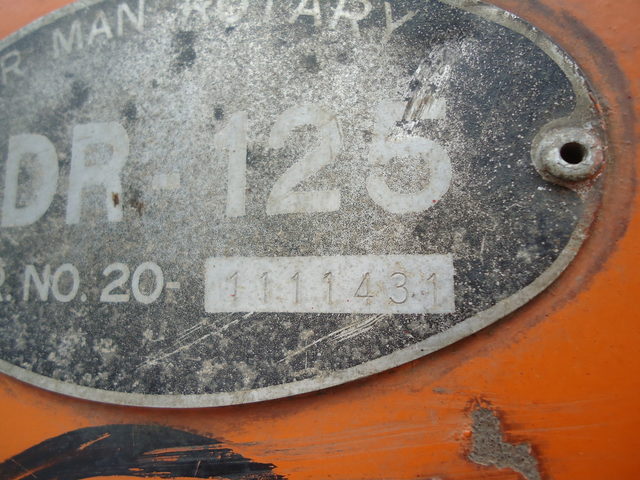 R MAN ROTARY
DR-125
R. NO. 20- 1111431